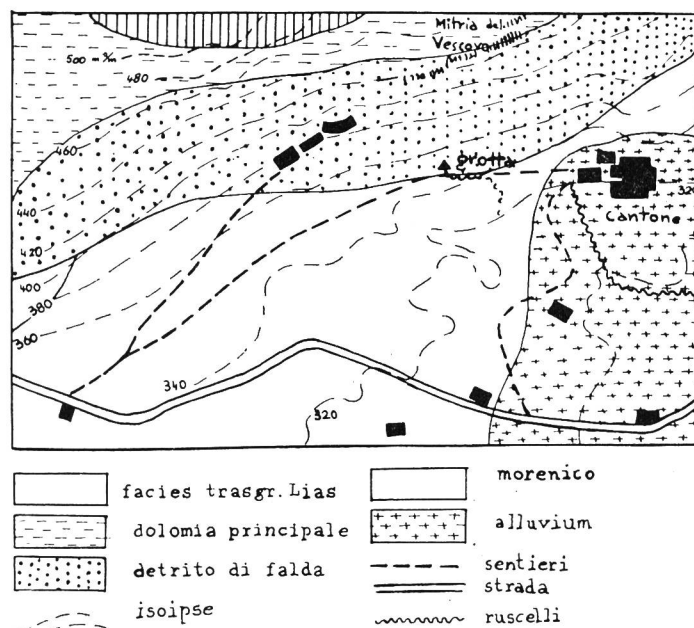 Mitria del
Vescovo
500 m s/m
480
460
grotta
320
Cantone
440
420
400
380
360
340
320
facies trasgr. Lias
morenico
dolomia principale
alluvium
detrito di falda
sentieri
strada
isoipse
ruscelli